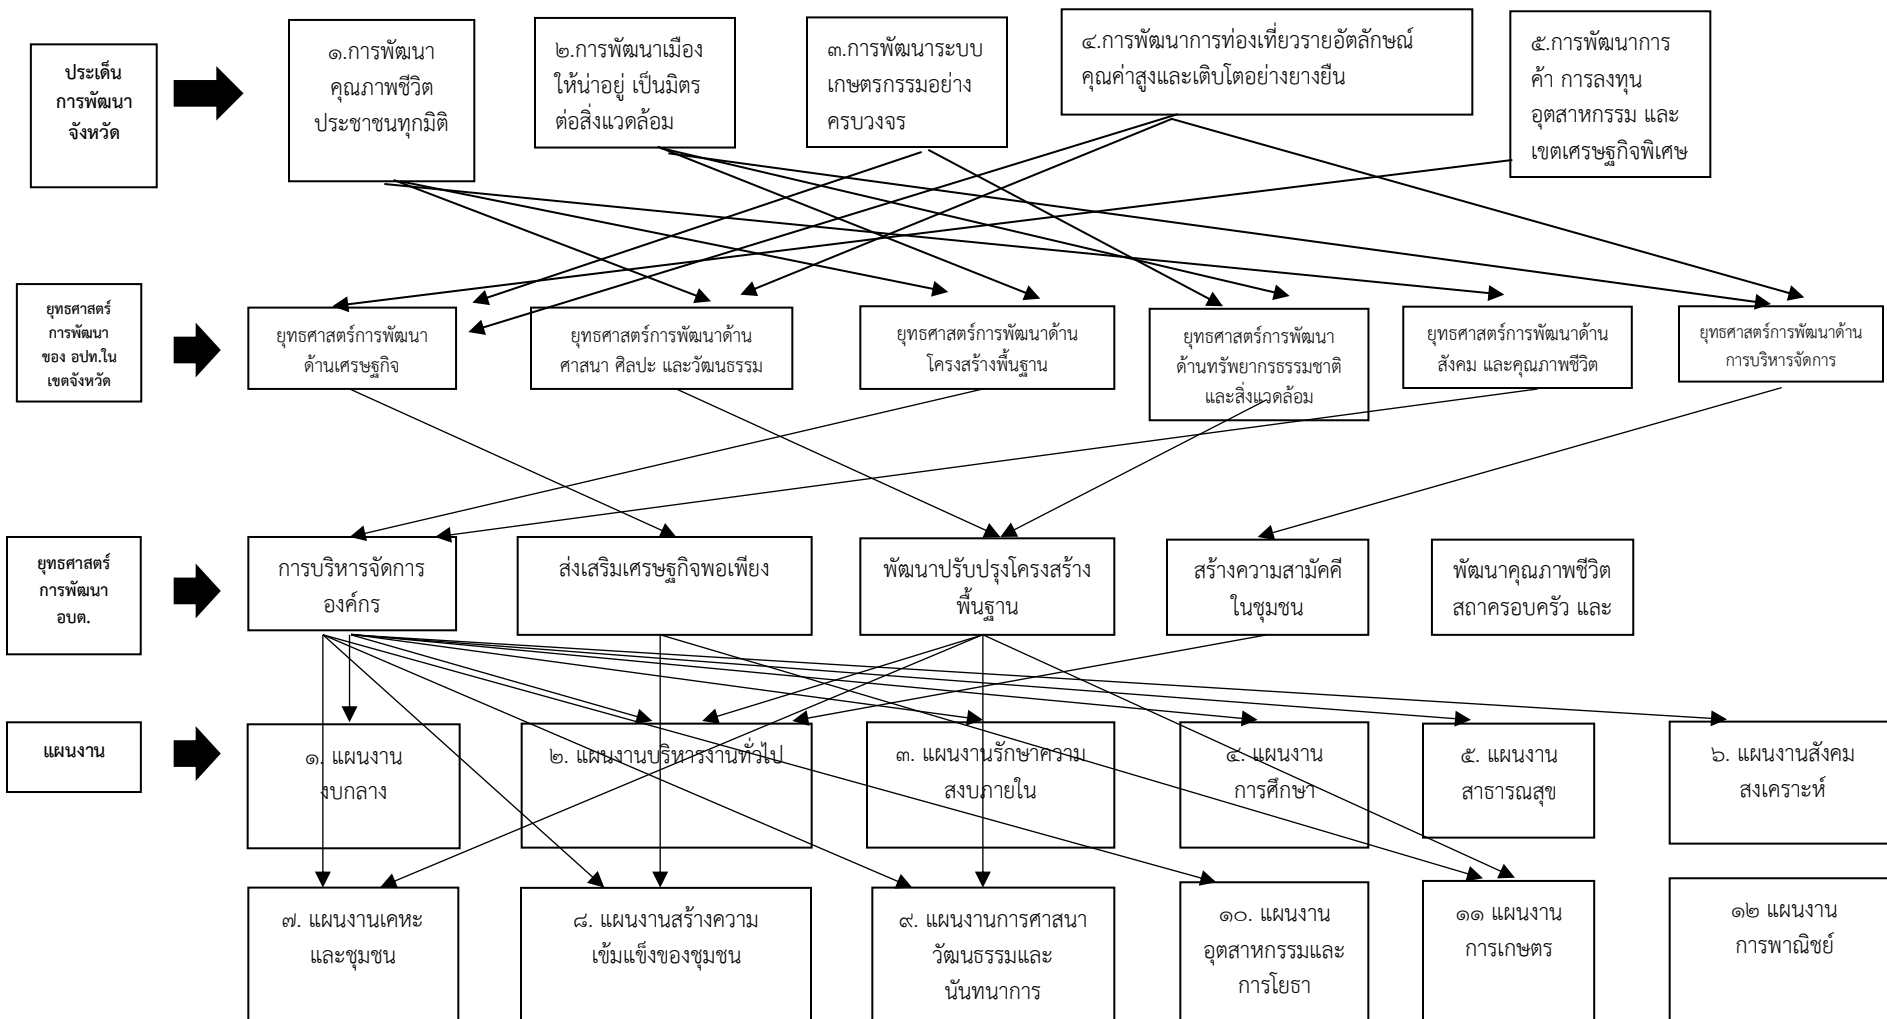 ประเด็น
การพัฒนา
จังหวัด
๑.การพัฒนา
คุณภาพชีวิต
ประชาชนทุกมิติ
๒.การพัฒนาเมือง
ให้น่าอยู่ เป็นมิตร
ต่อสิ่งแวดล้อม
๓.การพัฒนาระบบ
เกษตรกรรมอย่าง
ครบวงจร
๔.การพัฒนาการท่องเที่ยวรายอัตลักษณ์
คุณค่าสูงและเติบโตอย่างยางยืน
๕.การพัฒนาการ
ค้า การลงทุน
อุตสาหกรรม และ
เขตเศรษฐกิจพิเศษ
ยุทธศาสตร์
การพัฒนา
ของ อปท.ใน
เขตจังหวัด
ยุทธศาสตร์การพัฒนา
ด้านเศรษฐกิจ
ยุทธศาสตร์การพัฒนาด้าน
ศาสนา ศิลปะ และวัฒนธรรม
ยุทธศาสตร์การพัฒนาด้าน
โครงสร้างพื้นฐาน
ยุทธศาสตร์การพัฒนา
ด้านทรัพยากรธรรมชาติ
และสิ่งแวดล้อม
ยุทธศาสตร์การพัฒนาด้าน
สังคม และคุณภาพชีวิต
ยุทธศาสตร์การพัฒนาด้าน
การบริหารจัดการ
ยุทธศาสตร์
การพัฒนา
อบต.
การบริหารจัดการ
องค์กร
ส่งเสริมเศรษฐกิจพอเพียง
พัฒนาปรับปรุงโครงสร้าง
พื้นฐาน
สร้างความสามัคคี
ในชุมชน
พัฒนาคุณภาพชีวิต
สถาครอบครัว และ
แผนงาน
๑. แผนงาน
งบกลาง
๒. แผนงานบริหารงานทั่วไป
๓. แผนงานรักษาความ
สงบภายใน
๔. แผนงาน
การศึกษา
๕. แผนงาน
สาธารณสุข
๖. แผนงานสังคม
สงเคราะห์
๗. แผนงานเคหะ
และชุมชน
๘. แผนงานสร้างความ
เข้มแข็งของชุมชน
๙. แผนงานการศาสนา
วัฒนธรรมและ
นันทนาการ
๑๐. แผนงาน
อุตสาหกรรมและ
การโยธา
๑๑ แผนงาน
การเกษตร
๑๒ แผนงาน
การพาณิชย์